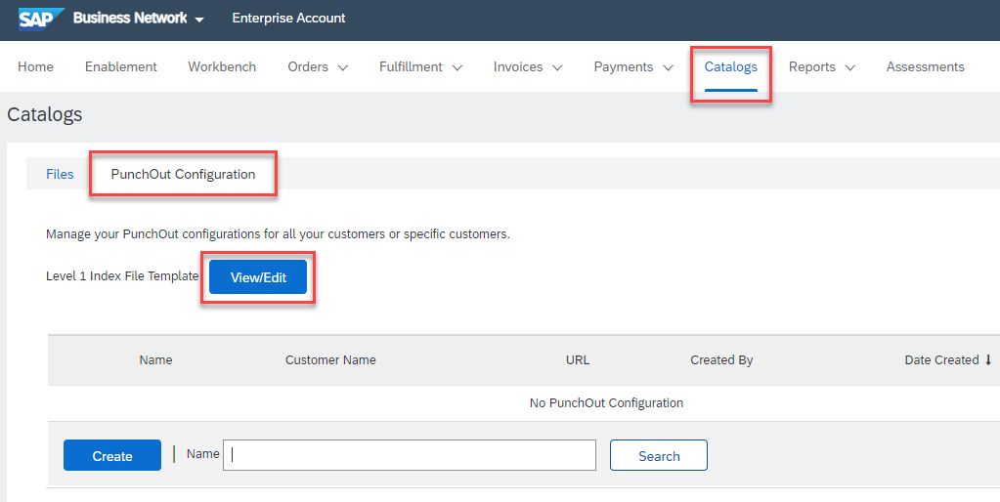 SAP Business Network Enterprise Account
Home Enablement Workbench Orders Fulfillment Invoices Payments Catalogs Reports Assessments
Catalogs
Files PunchOut Configuration
Manage your PunchOut configurations for all your customers or specific customers.
Level 1 Index File Template View/Edit
Name Customer Name URL Created By Date Created
No PunchOut Configuration
Create Name Search